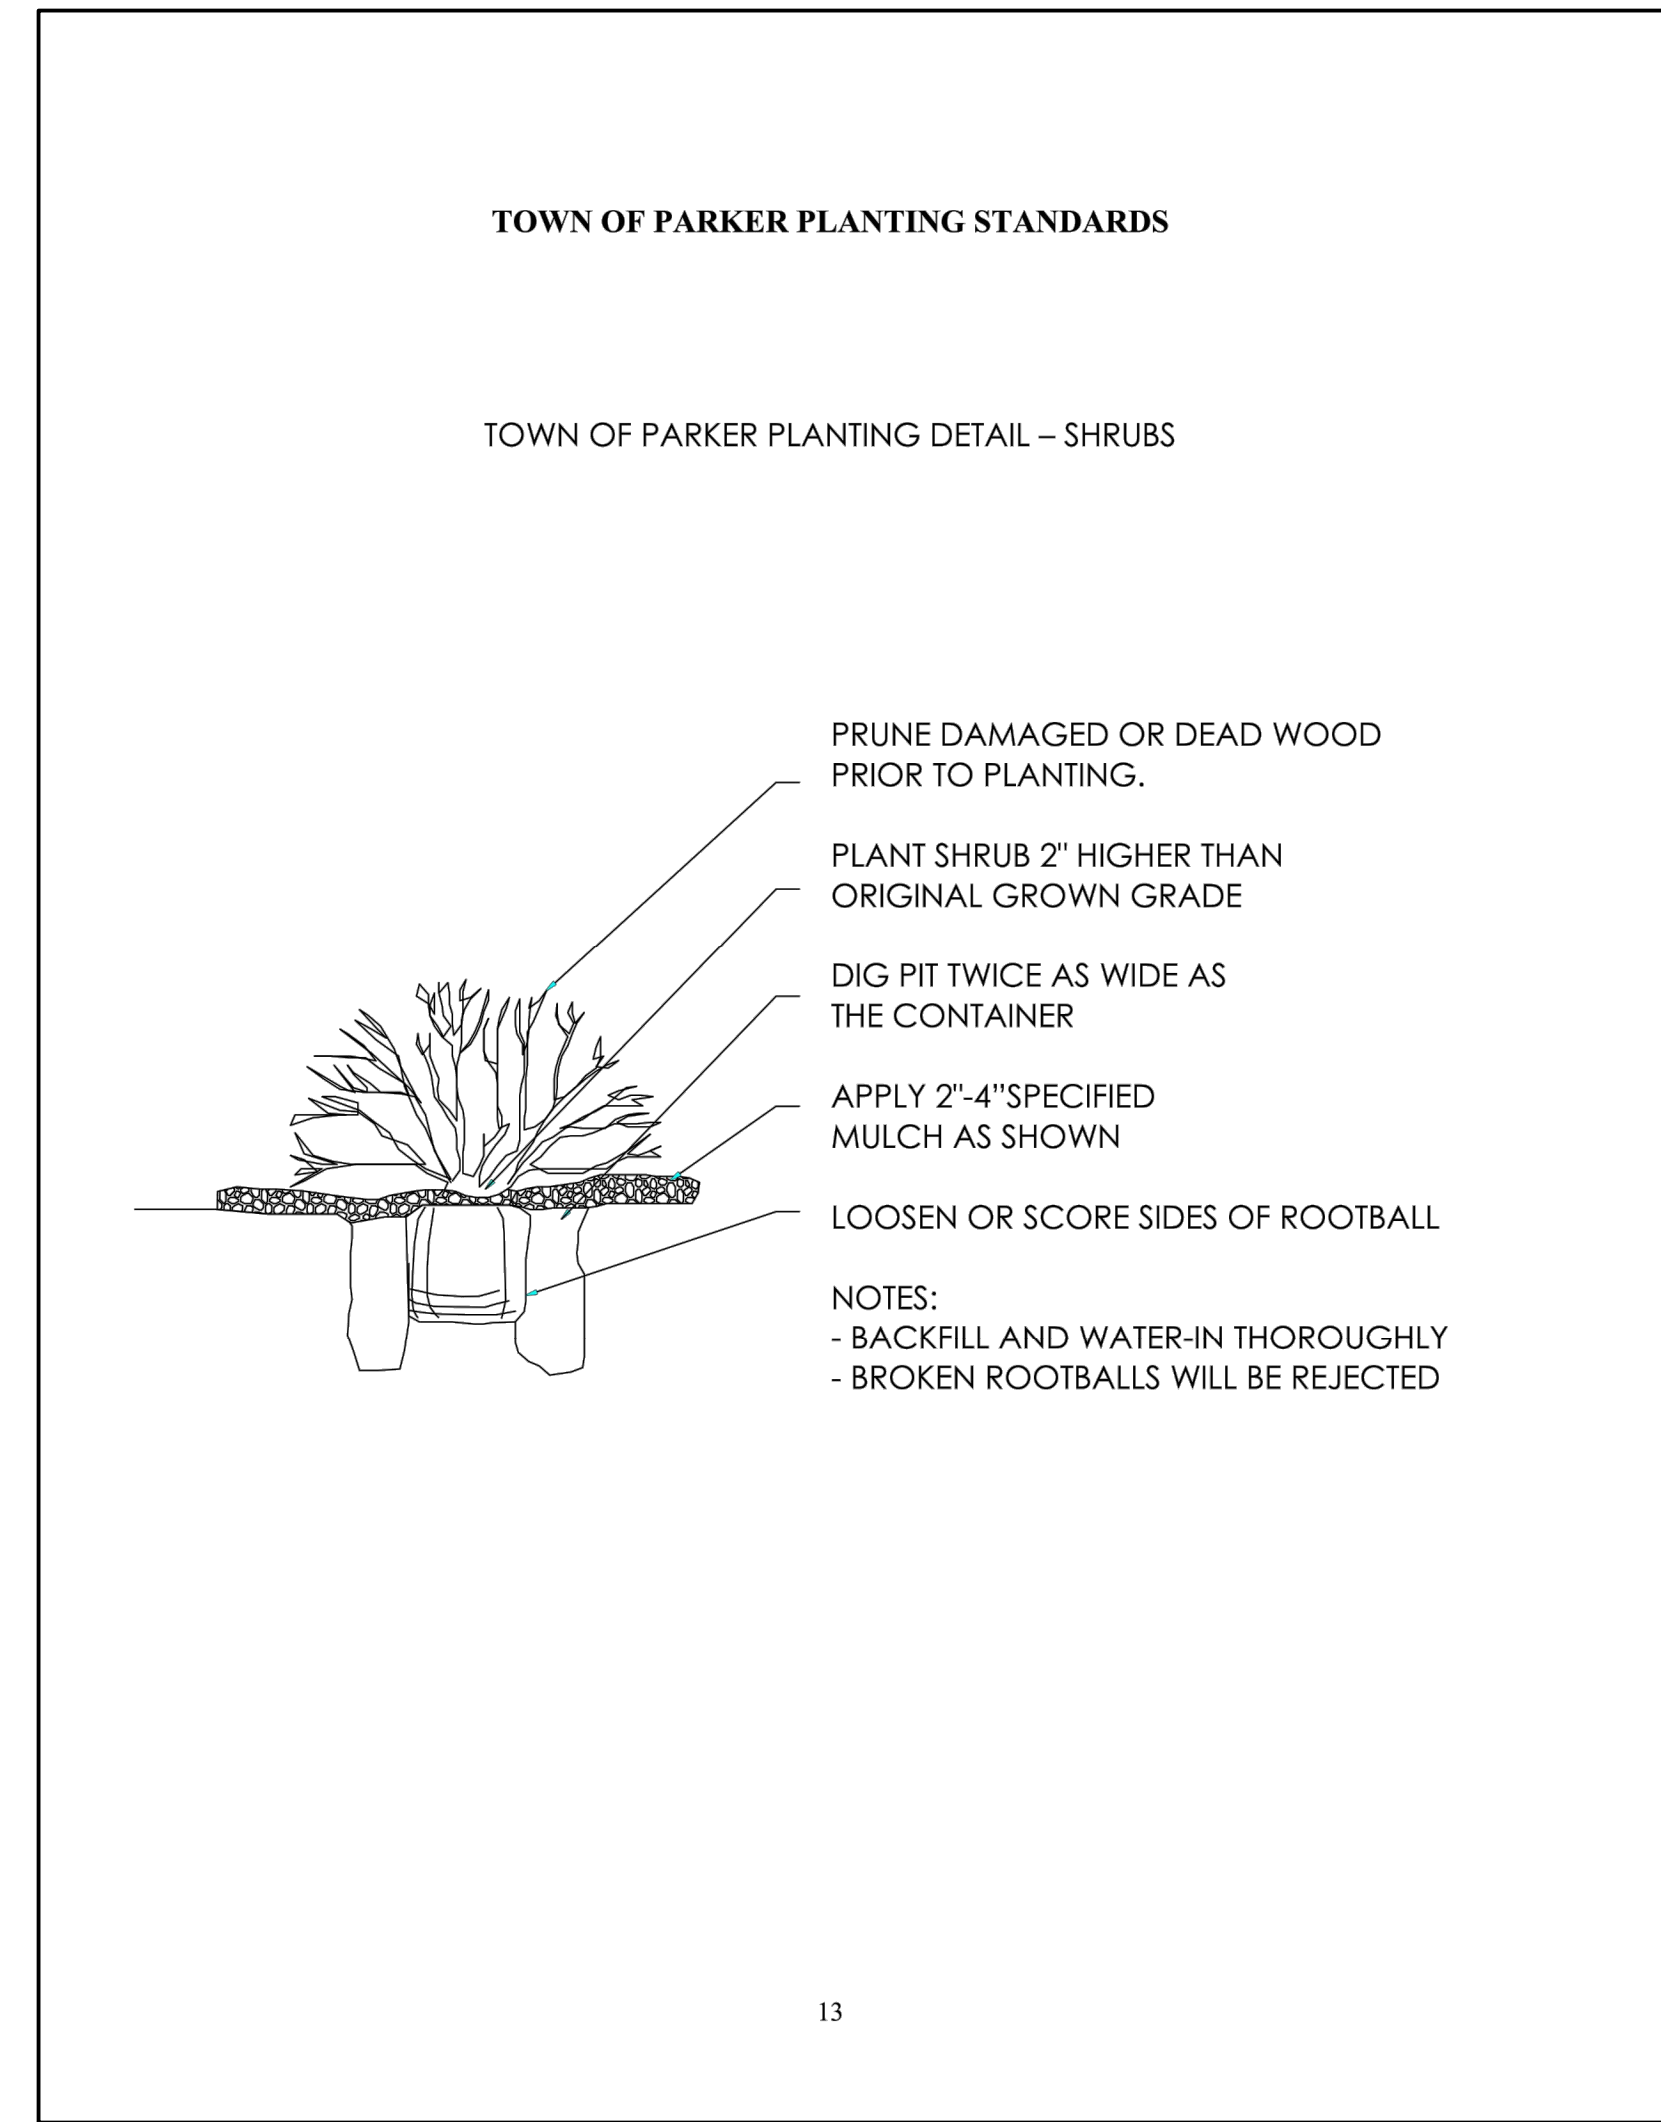 TOWN OF PARKER PLANTING STANDARDS
TOWN OF PARKER PLANTING DETAIL – SHRUBS
PRUNE DAMAGED OR DEAD WOOD
PRIOR TO PLANTING.
PLANT SHRUB 2" HIGHER THAN
ORIGINAL GROWN GRADE
DIG PIT TWICE AS WIDE AS
THE CONTAINER
APPLY 2"-4”SPECIFIED
MULCH AS SHOWN
LOOSEN OR SCORE SIDES OF ROOTBALL
NOTES:
- BACKFILL AND WATER-IN THOROUGHLY
- BROKEN ROOTBALLS WILL BE REJECTED
13